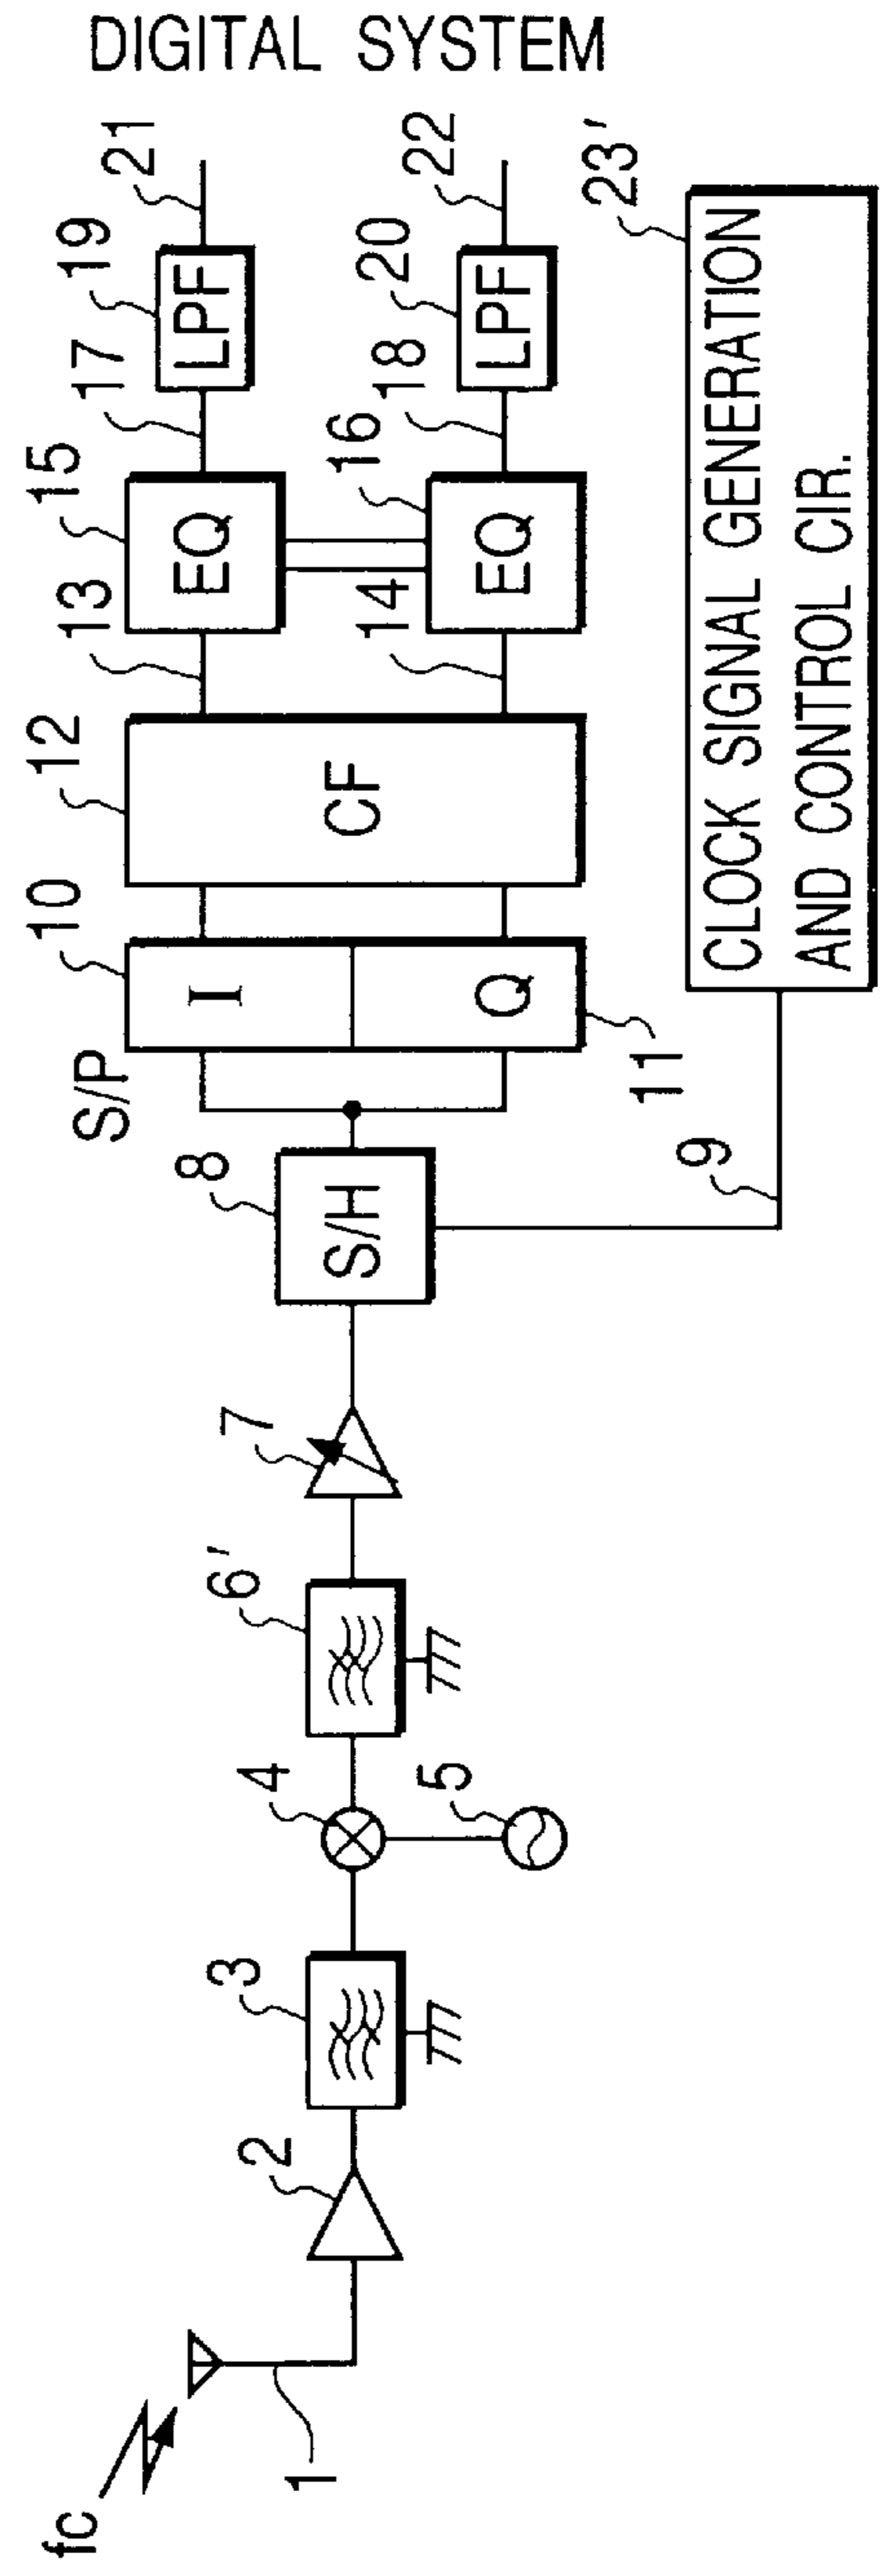 DIGITAL SYSTEM
fc
1
2
3
4
5
6'
7
8
S/H
9
S/P
10
I
Q
11
12
CF
13
14
15
EQ
16
EQ
17
18
19
LPF
20
LPF
21
22
23'
CLOCK SIGNAL GENERATION
AND CONTROL CIR.